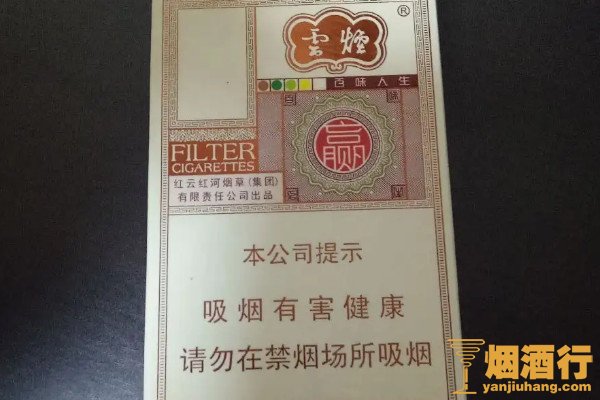 雲煙
®
百味人生
赢
FILTER
CIGARETTES
红云红河烟草(集团)
有限责任公司出品
本公司提示
吸烟有害健康
请勿在禁烟场所吸烟
烟酒行
yanjiuhang.com